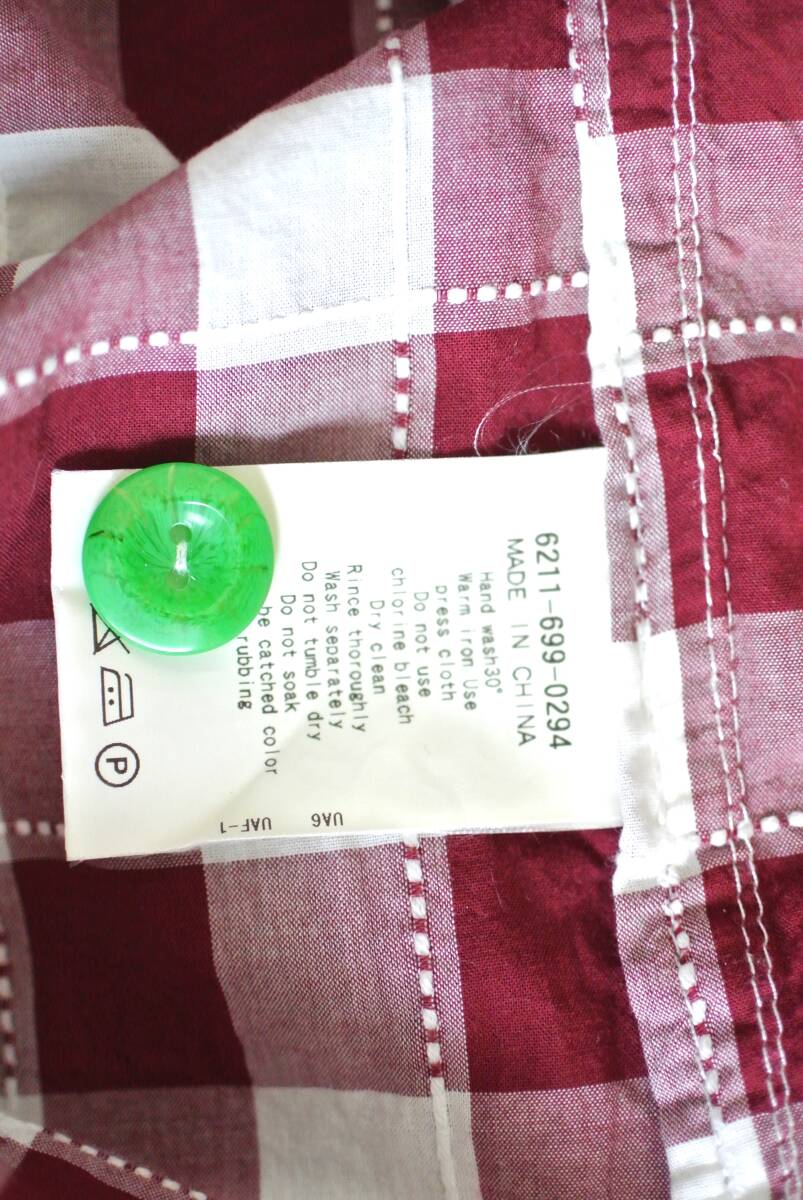 6211-699-0294
MADE IN CHINA
Hand wash30°
Warm iron Use
press cloth
Do not use
chlorine bleach
Dry clean
Rince thoroughly
Wash separately
Do not tumble dry
Do not soak
be catched color
rubbing
UA6
UAF-1
P